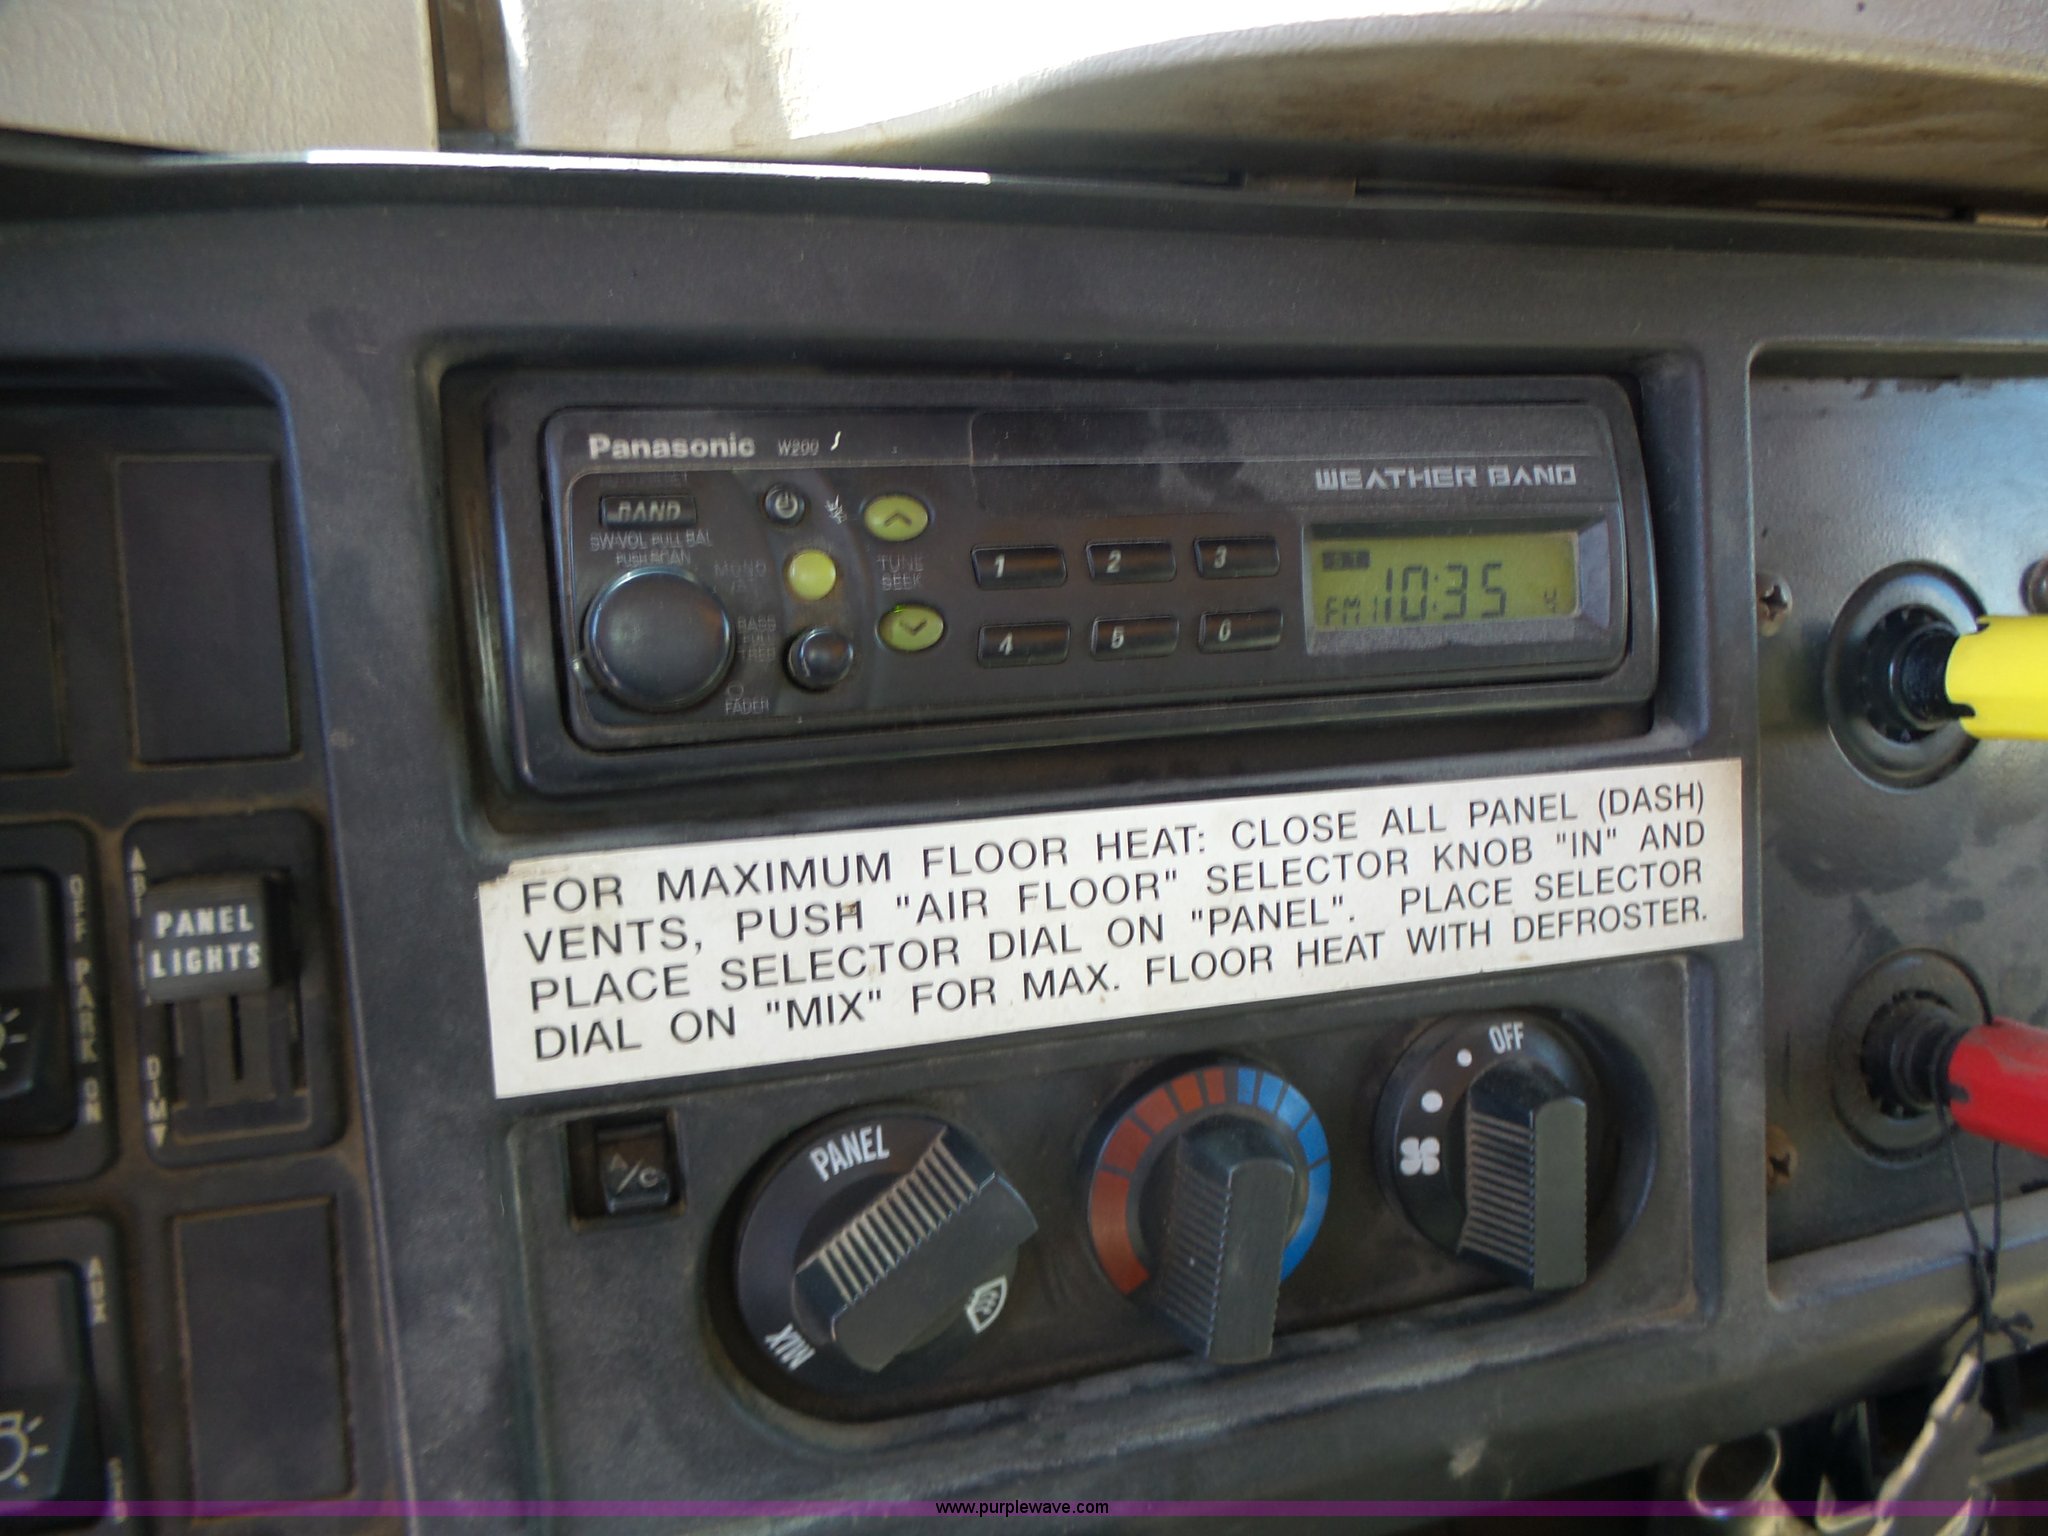 Panasonic W200
WEATHER BAND
BAND
SW·VOL PULL BAL
PUSH SCAN
MONO
TUNE
SEEK
BASS
PULL
TREB
FADER
1 2 3
4 5 6
FM 1 10:35
FOR MAXIMUM FLOOR HEAT: CLOSE ALL PANEL (DASH)
VENTS, PUSH "AIR FLOOR" SELECTOR KNOB "IN" AND
PLACE SELECTOR DIAL ON "PANEL". PLACE SELECTOR
DIAL ON "MIX" FOR MAX. FLOOR HEAT WITH DEFROSTER.
OFF PARK ON
PANEL
LIGHTS
DIM
AUX
A/C
PANEL
MIX
OFF
www.purplewave.com